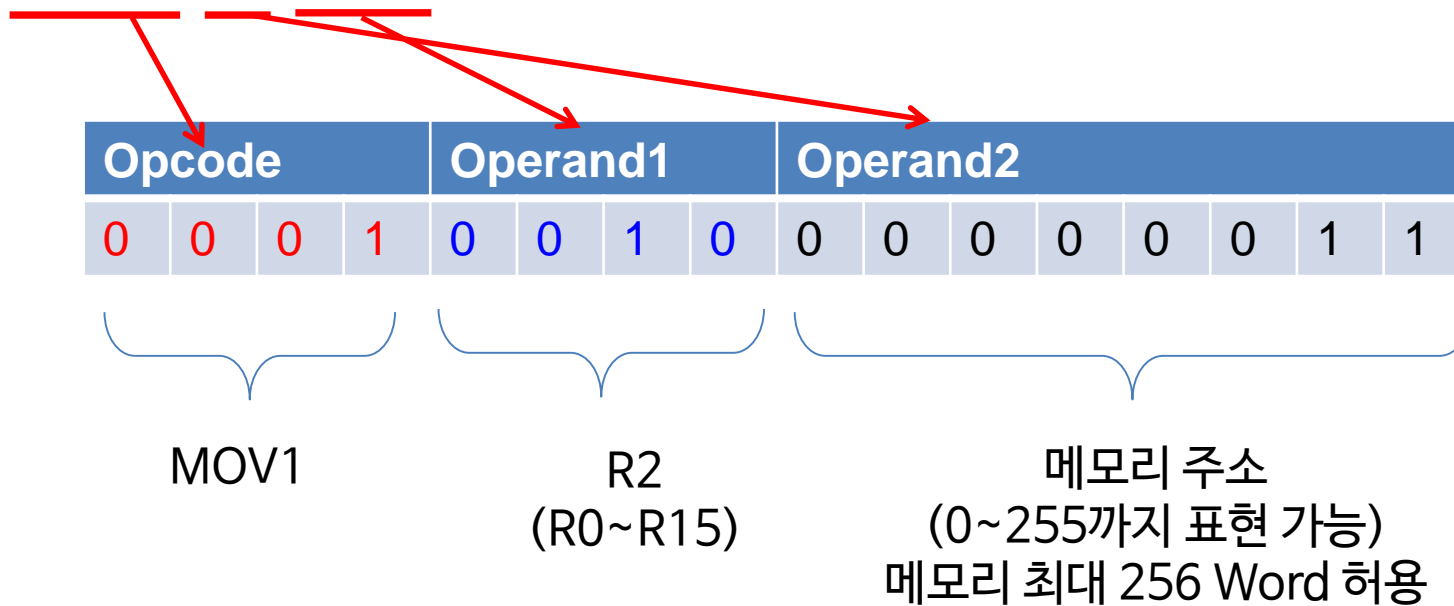 Opcode Operand1 Operand2
0 0 0 1 0 0 1 0 0 0 0 0 0 0 1 1
MOV1
R2
(R0~R15)
메모리 주소
(0~255까지 표현 가능)
메모리 최대 256 Word 허용